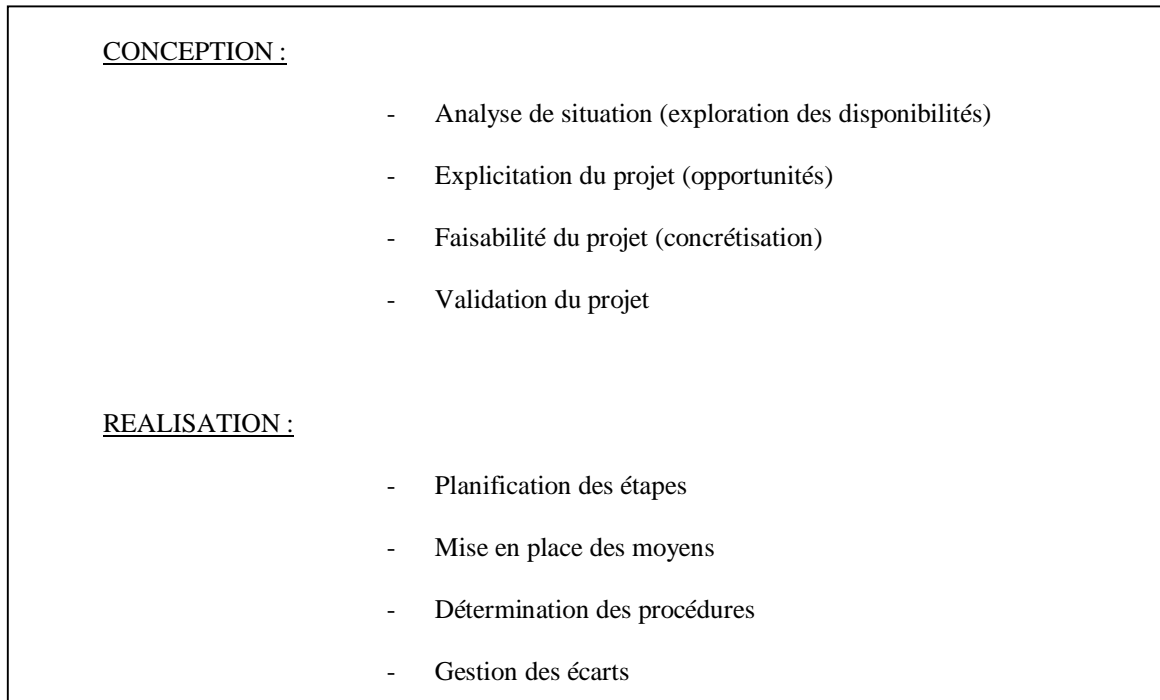 CONCEPTION :
- Analyse de situation (exploration des disponibilités)
- Explicitation du projet (opportunités)
- Faisabilité du projet (concrétisation)
- Validation du projet
REALISATION :
- Planification des étapes
- Mise en place des moyens
- Détermination des procédures
- Gestion des écarts